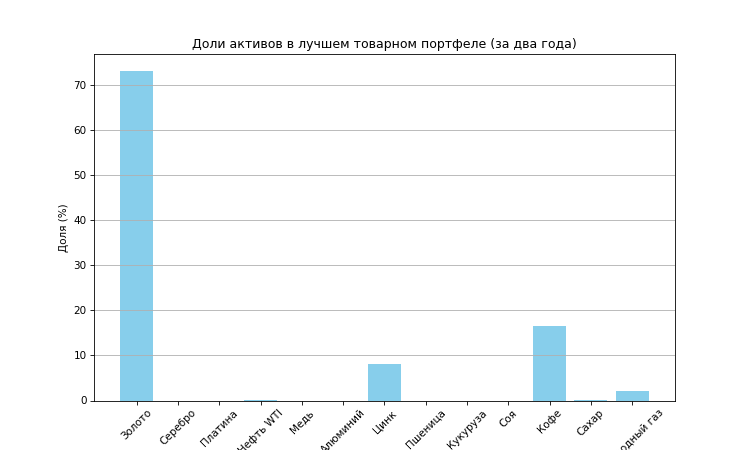 Доли активов в лучшем товарном портфеле (за два года)
Доля (%)
70
60
50
40
30
20
10
0
Золото
Серебро
Платина
Нефть WTI
Медь
Алюминий
Цинк
Пшеница
Кукуруза
Соя
Кофе
Сахар
газ